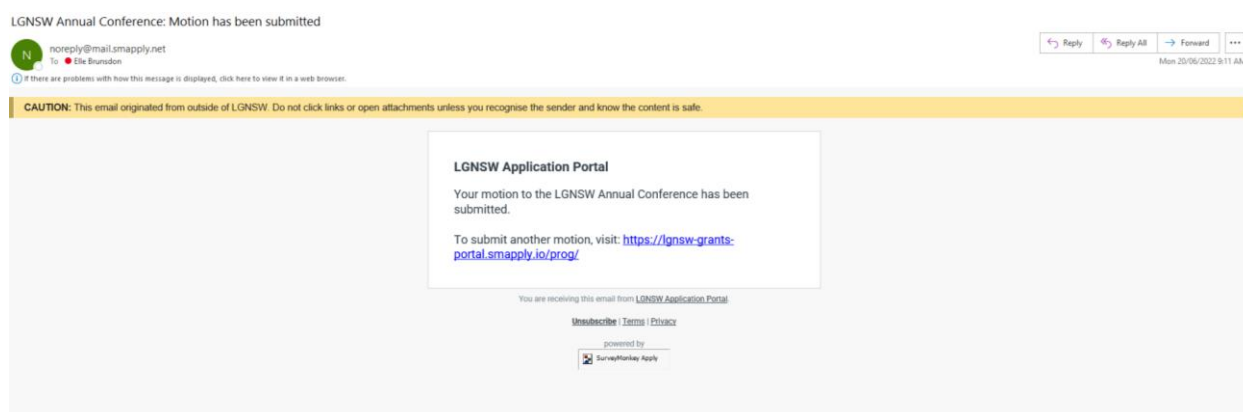 LGNSW Annual Conference: Motion has been submitted
N
noreply@mail.smapply.net
To Elle Brunsdon
Reply
Reply All
Forward
Mon 20/06/2022 9:11 AM
If there are problems with how this message is displayed, click here to view it in a web browser.
CAUTION: This email originated from outside of LGNSW. Do not click links or open attachments unless you recognise the sender and know the content is safe.
LGNSW Application Portal
Your motion to the LGNSW Annual Conference has been
submitted.
To submit another motion, visit: https://lgnsw-grants-
portal.smapply.io/prog/
You are receiving this email from LGNSW Application Portal.
Unsubscribe | Terms | Privacy
powered by
SurveyMonkey Apply